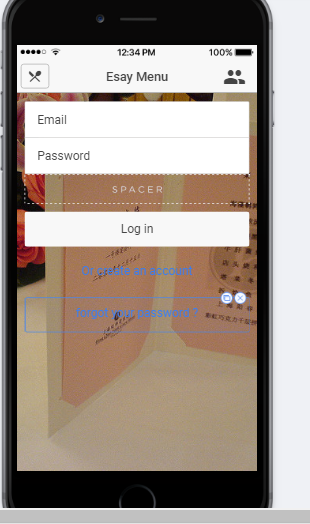 12:34 PM
100%
Esay Menu
Email
Password
SPACER
Log in
Or create an account
forgot your password ?